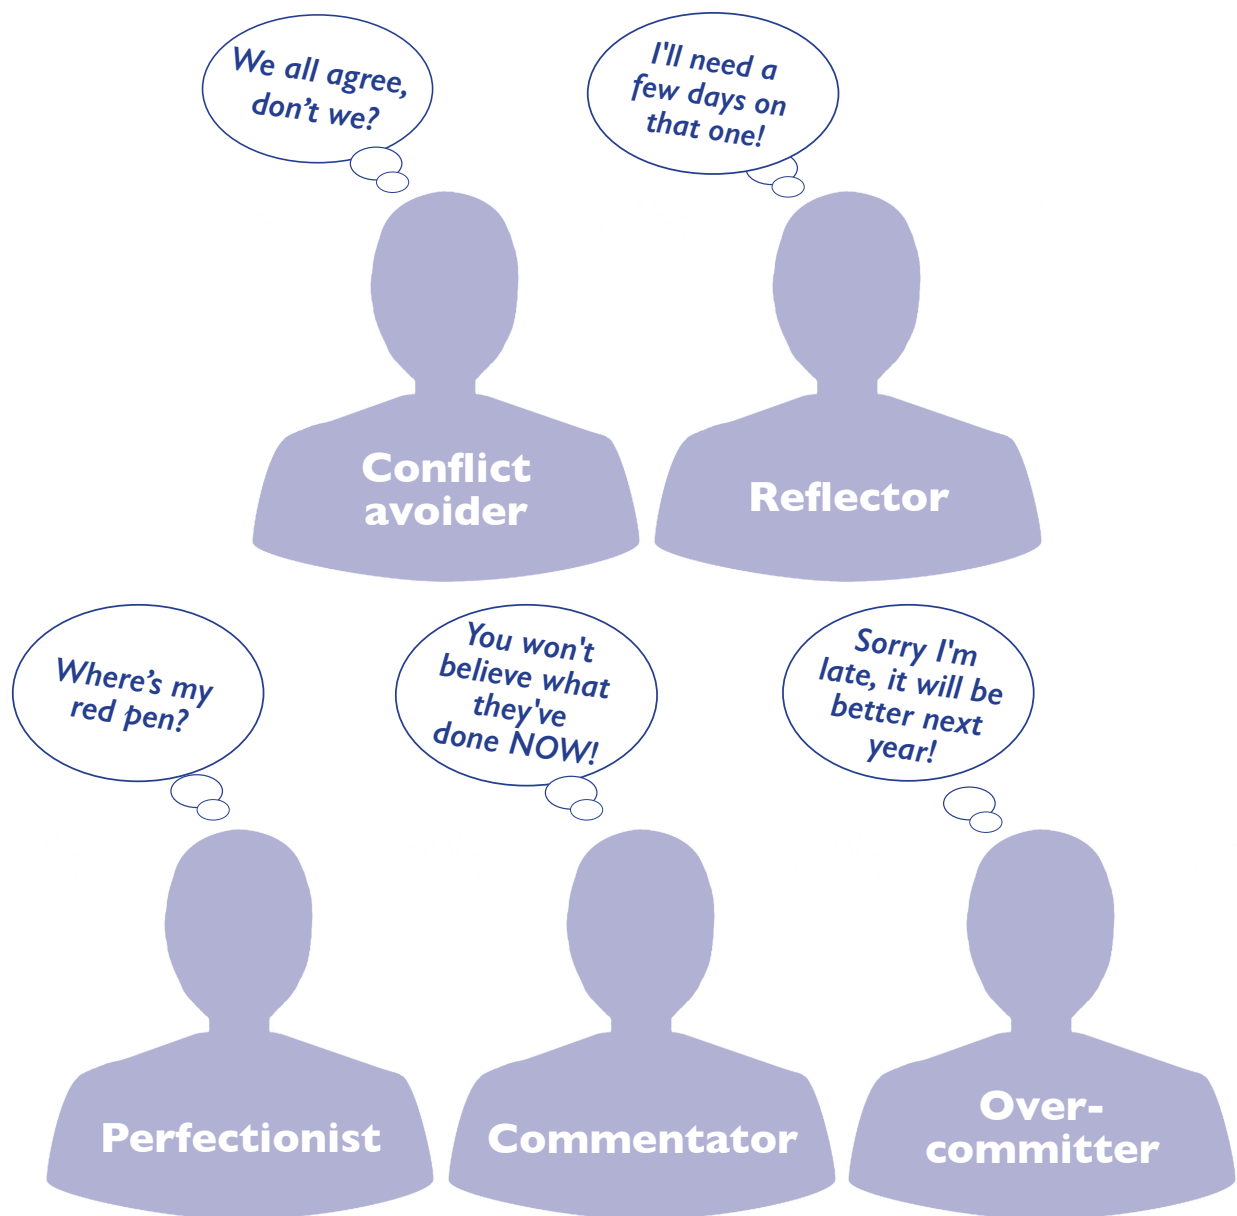 We all agree,
don’t we?
I'll need a
few days on
that one!
Conflict
avoider
Reflector
Where’s my
red pen?
You won't
believe what
they've
done NOW!
Sorry I'm
late, it will be
better next
year!
Perfectionist
Commentator
Over-
committer